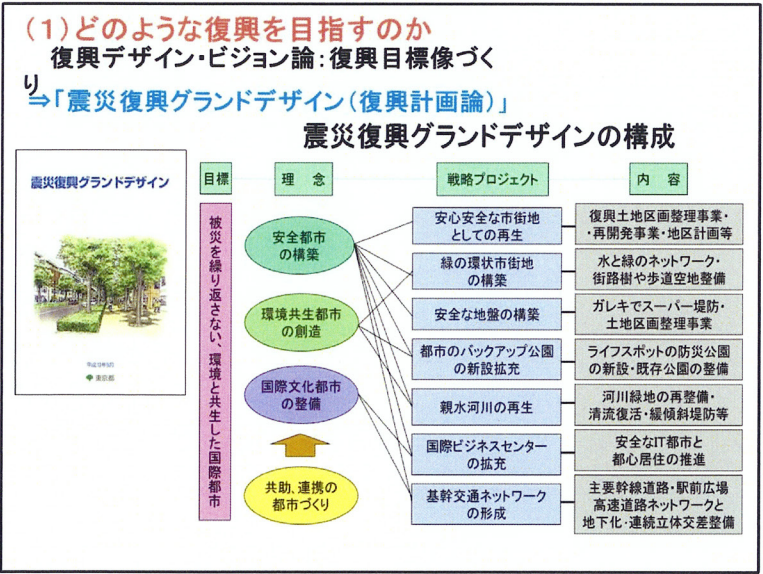 （１）どのような復興を目指すのか
復興デザイン・ビジョン論：復興目標像づく
り
⇒「震災復興グランドデザイン（復興計画論）」
震災復興グランドデザインの構成
震災復興グランドデザイン
東京都
目標
理　念
戦略プロジェクト
内　容
被災を繰り返さない、環境と共生した国際都市
安全都市
の構築
環境共生都市
の創造
国際文化都市
の整備
共助、連携の
都市づくり
安心安全な市街地
としての再生
緑の環状市街地
の構築
安全な地盤の構築
都市のバックアップ公園
の新設拡充
親水河川の再生
国際ビジネスセンター
の拡充
基幹交通ネットワーク
の形成
復興土地区画整理事業・
・再開発事業・地区計画等
水と緑のネットワーク・
街路樹や歩道空地整備
ガレキでスーパー堤防・
土地区画整理事業
ライフスポットの防災公園
の新設・既存公園の整備
河川緑地の再整備・
清流復活・緩傾斜堤防等
安全なIT都市と
都心居住の推進
主要幹線道路・駅前広場
高速道路ネットワークと
地下化・連続立体交差整備